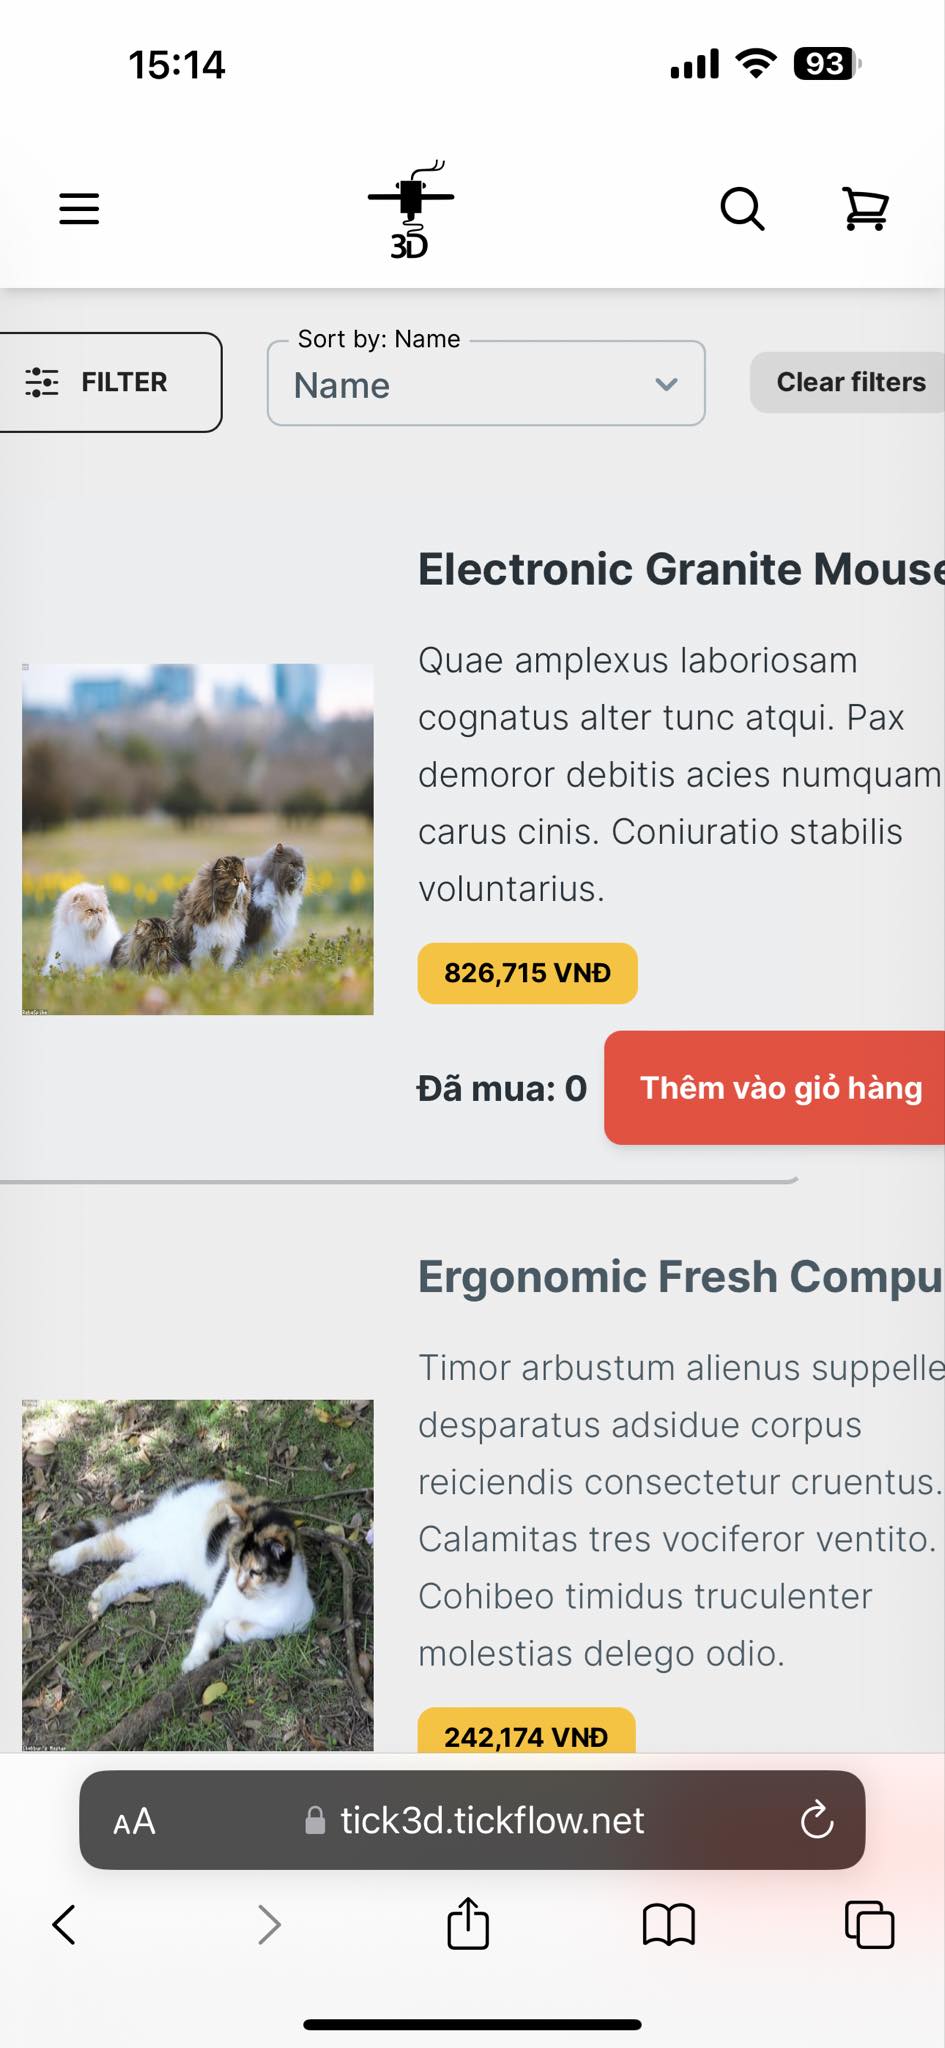 15:14
93
3D
FILTER
Sort by: Name
Name
Clear filters
Electronic Granite Mouse
Quae amplexus laboriosam
cognatus alter tunc atqui. Pax
demoror debitis acies numquam
carus cinis. Coniuratio stabilis
voluntarius.
826,715 VNĐ
Đã mua: 0
Thêm vào giỏ hàng
Ergonomic Fresh Compu
Timor arbustum alienus suppelle
desparatus adsidue corpus
reiciendis consectetur cruentus.
Calamitas tres vociferor ventito.
Cohibeo timidus truculenter
molestias delego odio.
242,174 VNĐ
AA
tick3d.tickflow.net